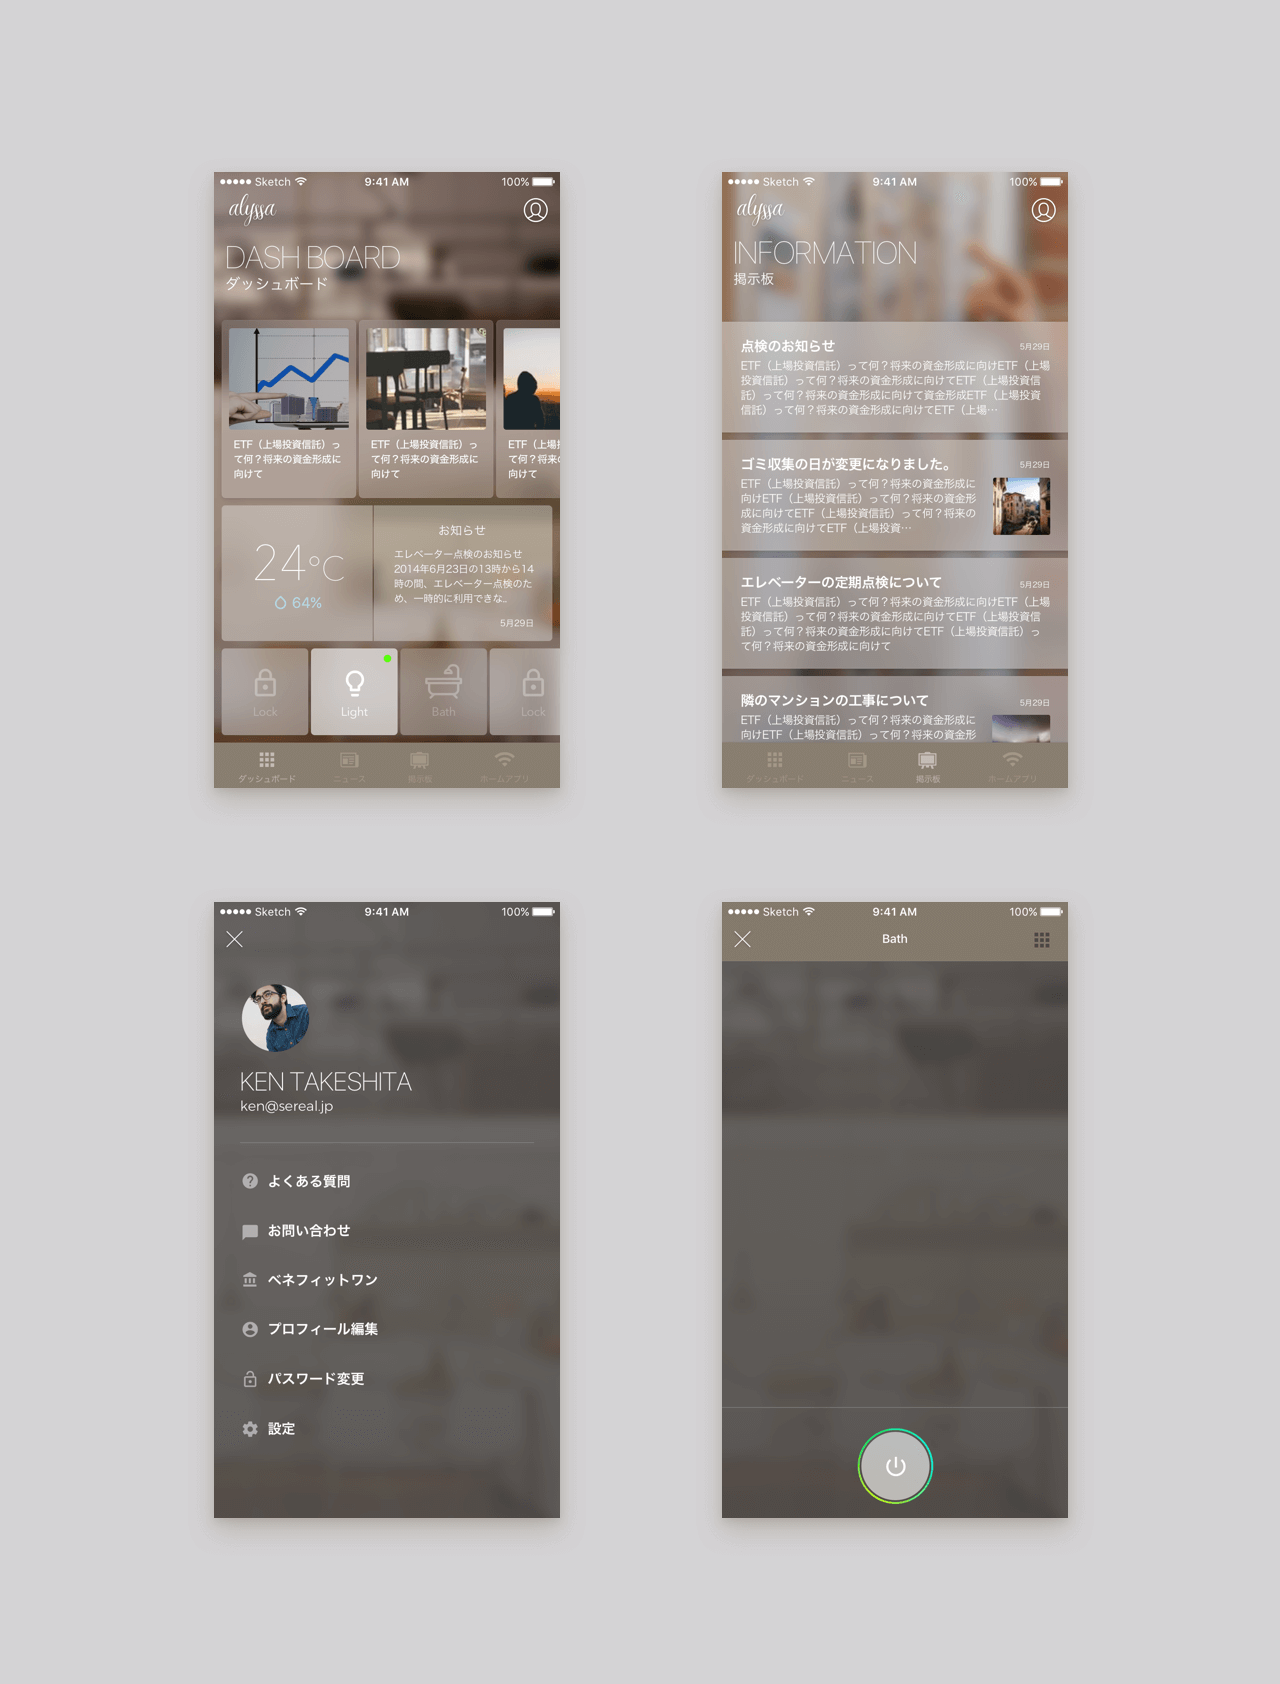 ●●●●● Sketch 9:41 AM 100%
alyssa
DASH BOARD
ダッシュボード
ETF（上場投資信託）っ
て何？将来の資金形成に
向けて
ETF（上場投資信託）っ
て何？将来の資金形成に
向けて
ETF（上場
て何？将来
向けて
24°C
64%
お知らせ
エレベーター点検のお知らせ
2014年6月23日の13時から14
時の間、エレベーター点検のた
め、一時的に利用できな..
5月29日
Lock
Light
Bath
Lock
ダッシュボード
ニュース
掲示板
ホームアプリ
●●●●● Sketch 9:41 AM 100%
alyssa
INFORMATION
掲示板
点検のお知らせ
5月29日
ETF（上場投資信託）って何？将来の資金形成に向けETF（上場
投資信託）って何？将来の資金形成に向けてETF（上場投資信
託）って何？将来の資金形成に向けて資金形成ETF（上場投資
信託）って何？将来の資金形成に向けてETF（上場…
ゴミ収集の日が変更になりました。
5月29日
ETF（上場投資信託）って何？将来の資金形成に
向けETF（上場投資信託）って何？将来の資金形
成に向けてETF（上場投資信託）って何？将来の
資金形成に向けてETF（上場投資…
エレベーターの定期点検について
5月29日
ETF（上場投資信託）って何？将来の資金形成に向けETF（上場
投資信託）って何？将来の資金形成に向けてETF（上場投資信
託）って何？将来の資金形成に向けてETF（上場投資信託）っ
て何？将来の資金形成に向けて
隣のマンションの工事について
5月29日
ETF（上場投資信託）って何？将来の資金形成に
向けETF（上場投資信託）って何？将来の資金形
ダッシュボード
ニュース
掲示板
ホームアプリ
●●●●● Sketch 9:41 AM 100%
KEN TAKESHITA
ken@sereal.jp
よくある質問
お問い合わせ
ベネフィットワン
プロフィール編集
パスワード変更
設定
●●●●● Sketch 9:41 AM 100%
Bath